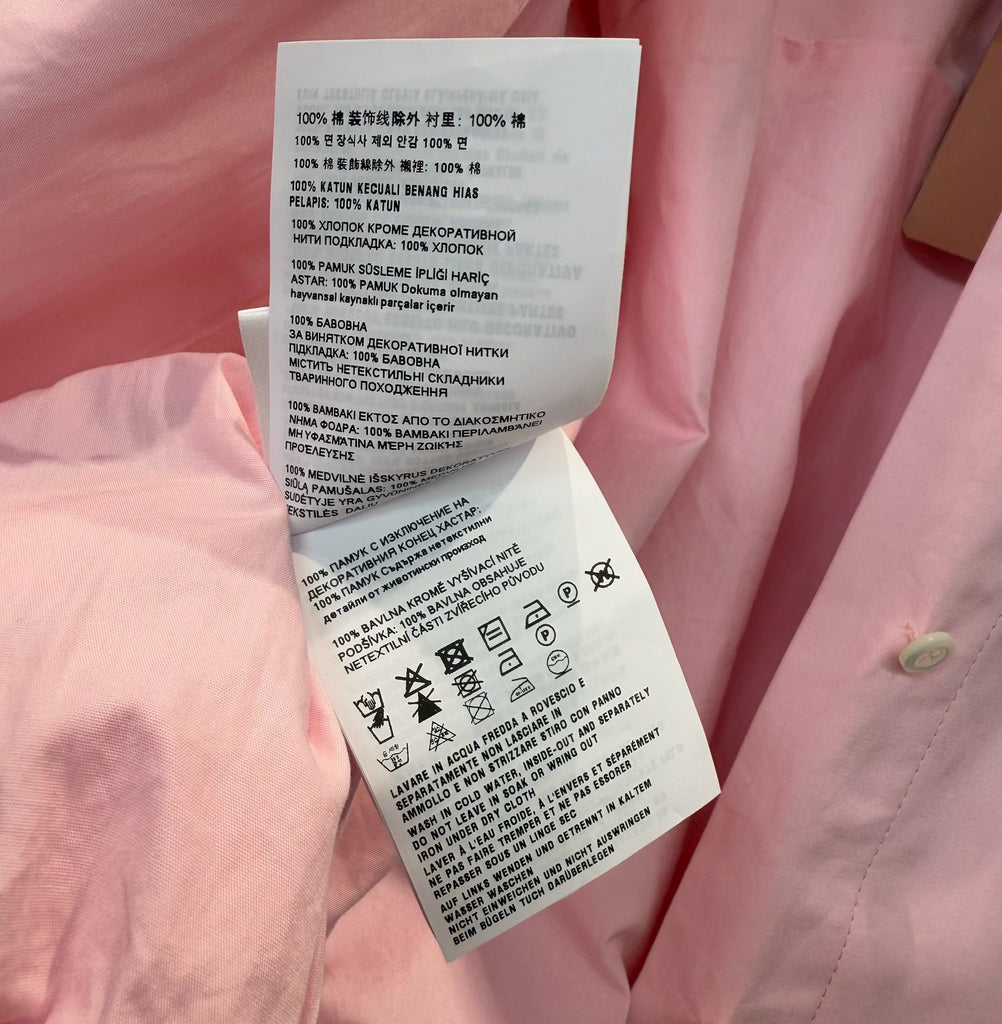 100% 棉 装饰线除外 衬里: 100% 棉
100% 면 장식사 제외 안감 100% 면
100% 棉 裝飾線除外 襯裡: 100% 棉
100% KATUN KECUALI BENANG HIAS
PELAPIS: 100% KATUN
100% ХЛОПОК КРОМЕ ДЕКОРАТИВНОЙ
НИТИ ПОДКЛАДКА: 100% ХЛОПОК
100% PAMUK SÜSLEME İPLİĞİ HARİÇ
ASTAR: 100% PAMUK Dokuma olmayan
hayvansal kaynaklı parçalar içerir
100% БАВОВНА
ЗА ВИНЯТКОМ ДЕКОРАТИВНОЇ НИТКИ
ПІДКЛАДКА: 100% БАВОВНА
МІСТИТЬ НЕТЕКСТИЛЬНІ СКЛАДНИКИ
ТВАРИННОГО ПОХОДЖЕННЯ
100% ΒΑΜΒΑΚΙ ΕΚΤΟΣ ΑΠΟ ΤΟ ΔΙΑΚΟΣΜΗΤΙΚΟ
ΝΗΜΑ ΦΟΔΡΑ: 100% ΒΑΜΒΑΚΙ ΠΕΡΙΛΑΜΒΆΝΕΙ
ΜΗ ΥΦΑΣΜΆΤΙΝΑ ΜΈΡΗ ΖΩΙΚΉΣ
ΠΡΟΈΛΕΥΣΗΣ
100% MEDVILNĖ IŠSKYRUS
SIŪLĄ PAMUŠALAS: 100%
SUDĖTYJE YRA
100% ПАМУК С ИЗКЛЮЧЕНИЕ НА
ДЕКОРАТИВНИЯ КОНЕЦ ХАСТАР:
100% ПАМУК Съдържа нетекстилни
детайли от животински произход
100% BAVLNA KROMĚ VYŠÍVACÍ NITĚ
PODŠÍVKA: 100% BAVLNA OBSAHUJE
NETEXTILNÍ ČÁSTI ZVÍŘECÍHO PŮVODU
P
W
P
LAVARE IN ACQUA FREDDA A ROVESCIO E
SEPARATAMENTE NON LASCIARE IN
AMMOLLO E NON STRIZZARE STIRO CON PANNO
WASH IN COLD WATER, INSIDE-OUT AND SEPARATELY
DO NOT LEAVE IN SOAK OR WRING OUT
IRON UNDER DRY CLOTH
LAVER À L'EAU FROIDE, À L'ENVERS ET SÉPARÉMENT
NE PAS FAIRE TREMPER ET NE PAS ESSORER
REPASSER SOUS UN LINGE SEC
AUF LINKS WENDEN UND GETRENNT IN KALTEM
WASSER WASCHEN
NICHT EINWEICHEN UND NICHT AUSWRINGEN
BEIM BÜGELN TUCH DARÜBERLEGEN